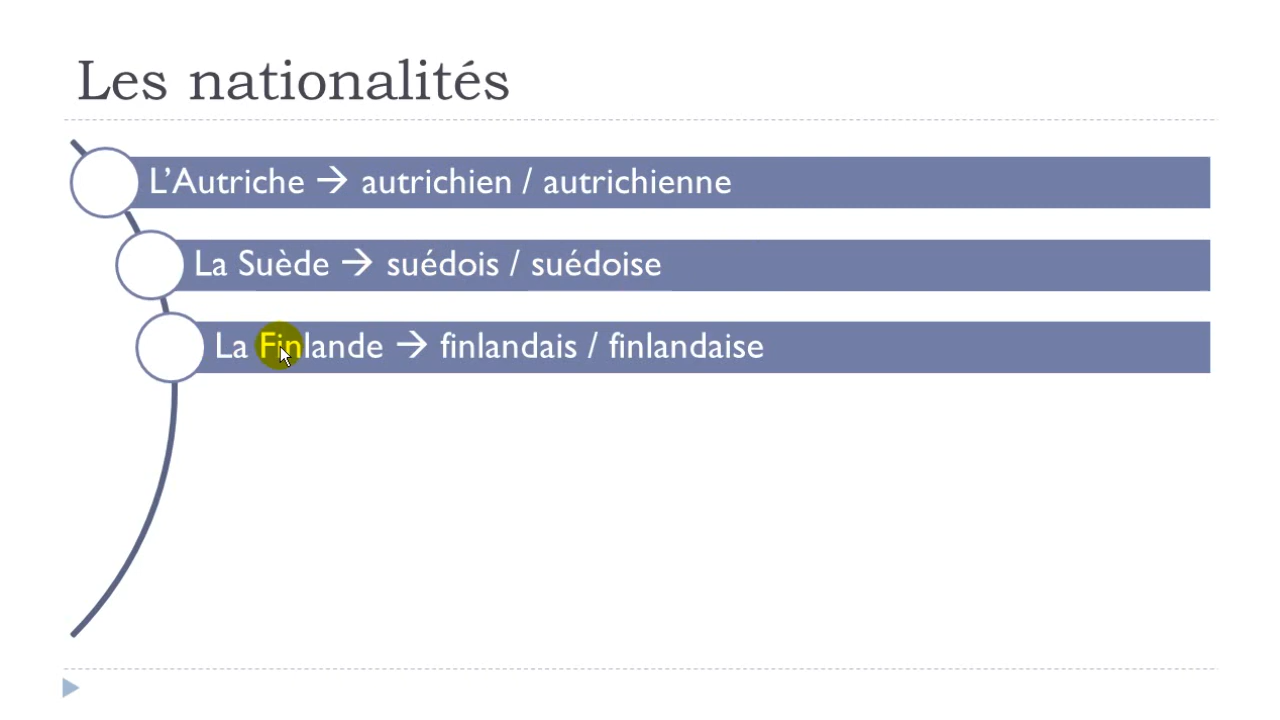 Les nationalités
L’Autriche → autrichien / autrichienne
La Suède → suédois / suédoise
La Finlande → finlandais / finlandaise